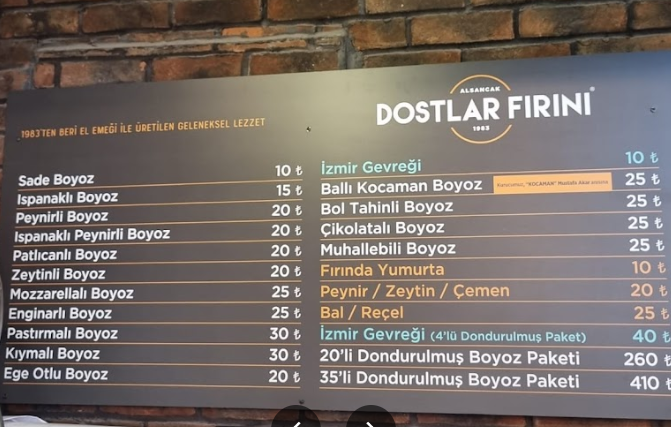 1983'TEN BERİ EL EMEĞİ İLE ÜRETİLEN GELENEKSEL LEZZET
ALSANCAK
DOSTLAR FIRINI
1983
Sade Boyoz 10 ₺
Ispanaklı Boyoz 15 ₺
Peynirli Boyoz 20 ₺
Ispanaklı Peynirli Boyoz 20 ₺
Patlıcanlı Boyoz 20 ₺
Zeytinli Boyoz 20 ₺
Mozzarellalı Boyoz 25 ₺
Enginarlı Boyoz 25 ₺
Pastırmalı Boyoz 30 ₺
Kıymalı Boyoz 30 ₺
Ege Otlu Boyoz 20 ₺
İzmir Gevreği 10 ₺
Ballı Kocaman Boyoz 25 ₺
Bol Tahinli Boyoz 25 ₺
Çikolatalı Boyoz 25 ₺
Muhallebili Boyoz 25 ₺
Fırında Yumurta 10 ₺
Peynir / Zeytin / Çemen 20 ₺
Bal / Reçel 25 ₺
İzmir Gevreği (4'lü Dondurulmuş Paket) 40 ₺
20'li Dondurulmuş Boyoz Paketi 260 ₺
35'li Dondurulmuş Boyoz Paketi 410 ₺